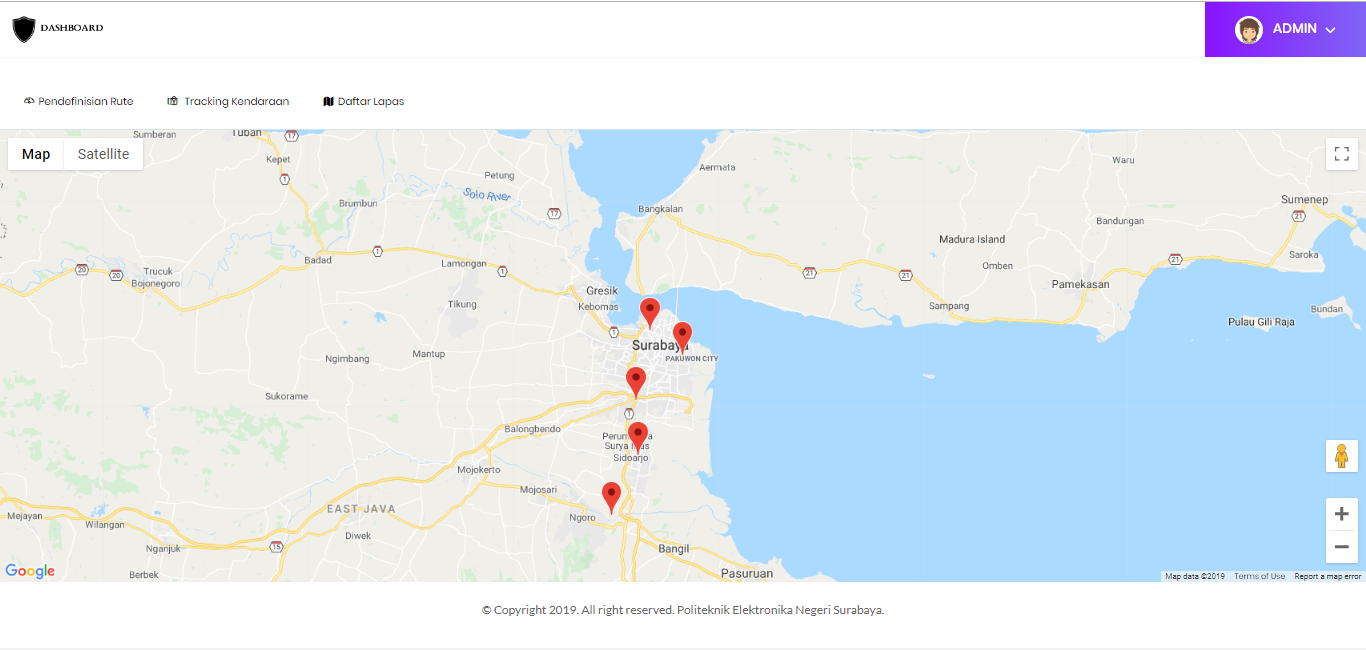 DASHBOARD
ADMIN
Pendefinisian Rute
Tracking Kendaraan
Daftar Lapas
Map
Satellite
Sumberan
Tuban
17
Kepet
1
Petung
Solo River
Brumbun
17
Aermata
Waru
Bangkalan
Sumenep
21
Bandungan
Madura Island
Saroka
Badad
1
Lamongan
1
Omben
21
20
20
Trucuk
Bojonegoro
21
21
Pamekasan
Gresik
Kebomas
Tikung
Sampang
Bundan
Pulau Gili Raja
1
Surabaya
PAKUWON CITY
Ngimbang
Mantup
Sukorame
1
Balongbendo
Surya
Sidoarjo
Mojokerto
Mojosari
EAST JAVA
Ngoro
Mejayan
Wilangan
Diwek
Nganjuk
15
Bangil
Berbek
Pasuruan
Google
Map data ©2019
Terms of Use
Report a map error
© Copyright 2019. All right reserved. Politeknik Elektronika Negeri Surabaya.